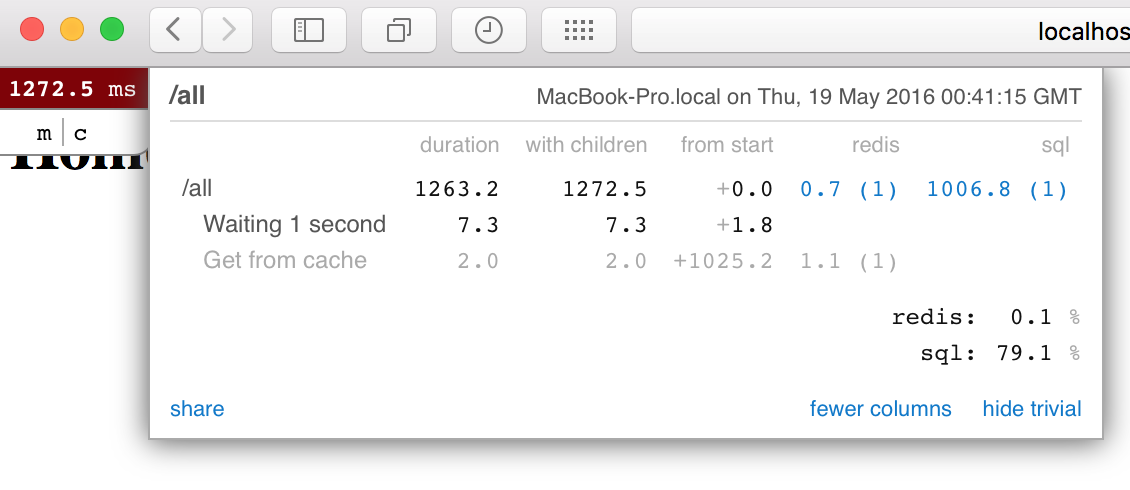 localhos
1272.5 ms
m c
/all MacBook-Pro.local on Thu, 19 May 2016 00:41:15 GMT
duration with children from start redis sql
/all 1263.2 1272.5 +0.0 0.7 (1) 1006.8 (1)
Waiting 1 second 7.3 7.3 +1.8
Get from cache 2.0 2.0 +1025.2 1.1 (1)
redis: 0.1 %
sql: 79.1 %
share fewer columns hide trivial